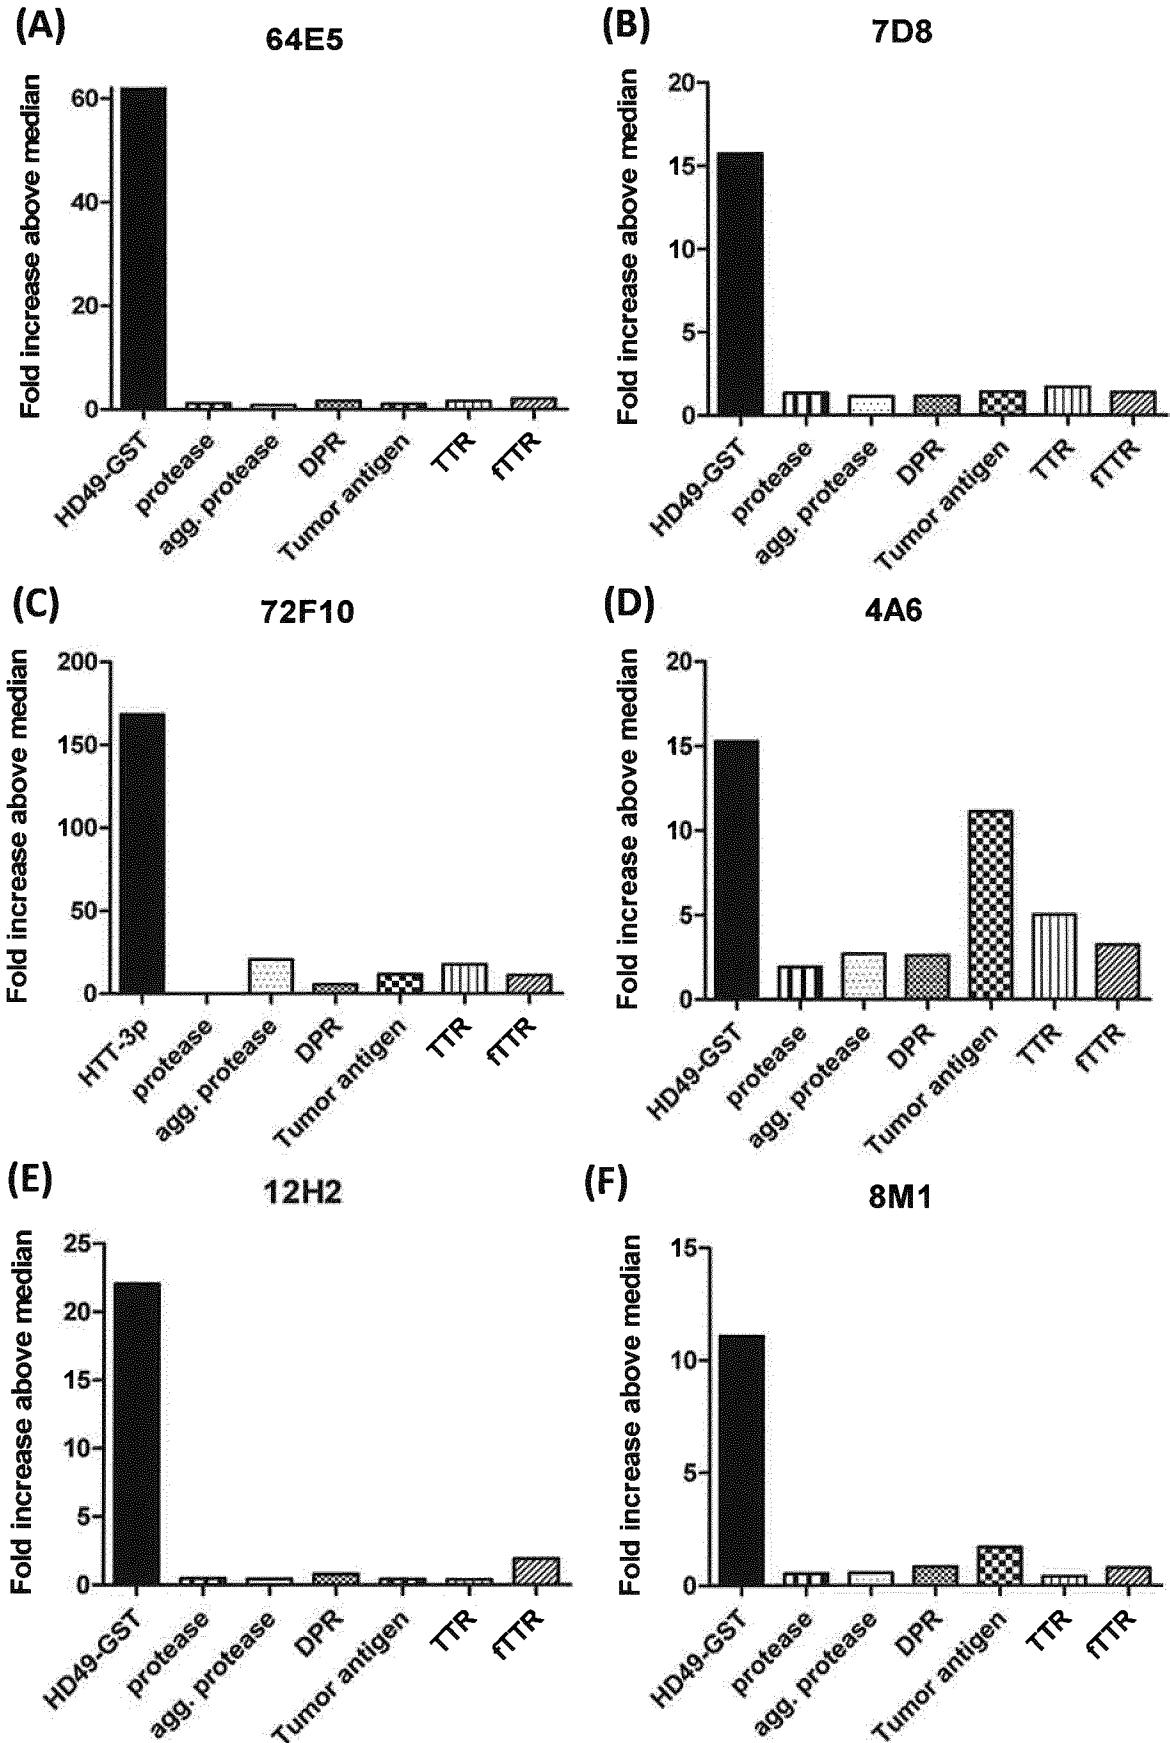 (A)
64E5
Fold increase above median
60
40
20
0
HD49-GST
protease
agg. protease
DPR
Tumor antigen
TTR
fTTR
(B)
7D8
Fold increase above median
20
15
10
5
0
HD49-GST
protease
agg. protease
DPR
Tumor antigen
TTR
fTTR
(C)
72F10
Fold increase above median
200
150
100
50
0
HTT-3p
protease
agg. protease
DPR
Tumor antigen
TTR
fTTR
(D)
4A6
Fold increase above median
20
15
10
5
0
HD49-GST
protease
agg. protease
DPR
Tumor antigen
TTR
fTTR
(E)
12H2
Fold increase above median
25
20
15
10
5
0
HD49-GST
protease
agg. protease
DPR
Tumor antigen
TTR
fTTR
(F)
8M1
Fold increase above median
15
10
5
0
HD49-GST
protease
agg. protease
DPR
Tumor antigen
TTR
fTTR